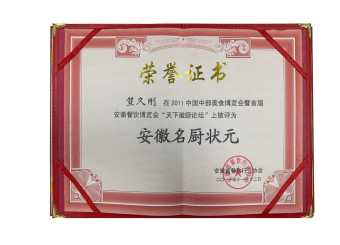 荣誉证书
久刚 在2011中国中部美食博览会暨首届
安徽餐饮博览会“天下徽厨论坛”上被评为
安徽名厨状元